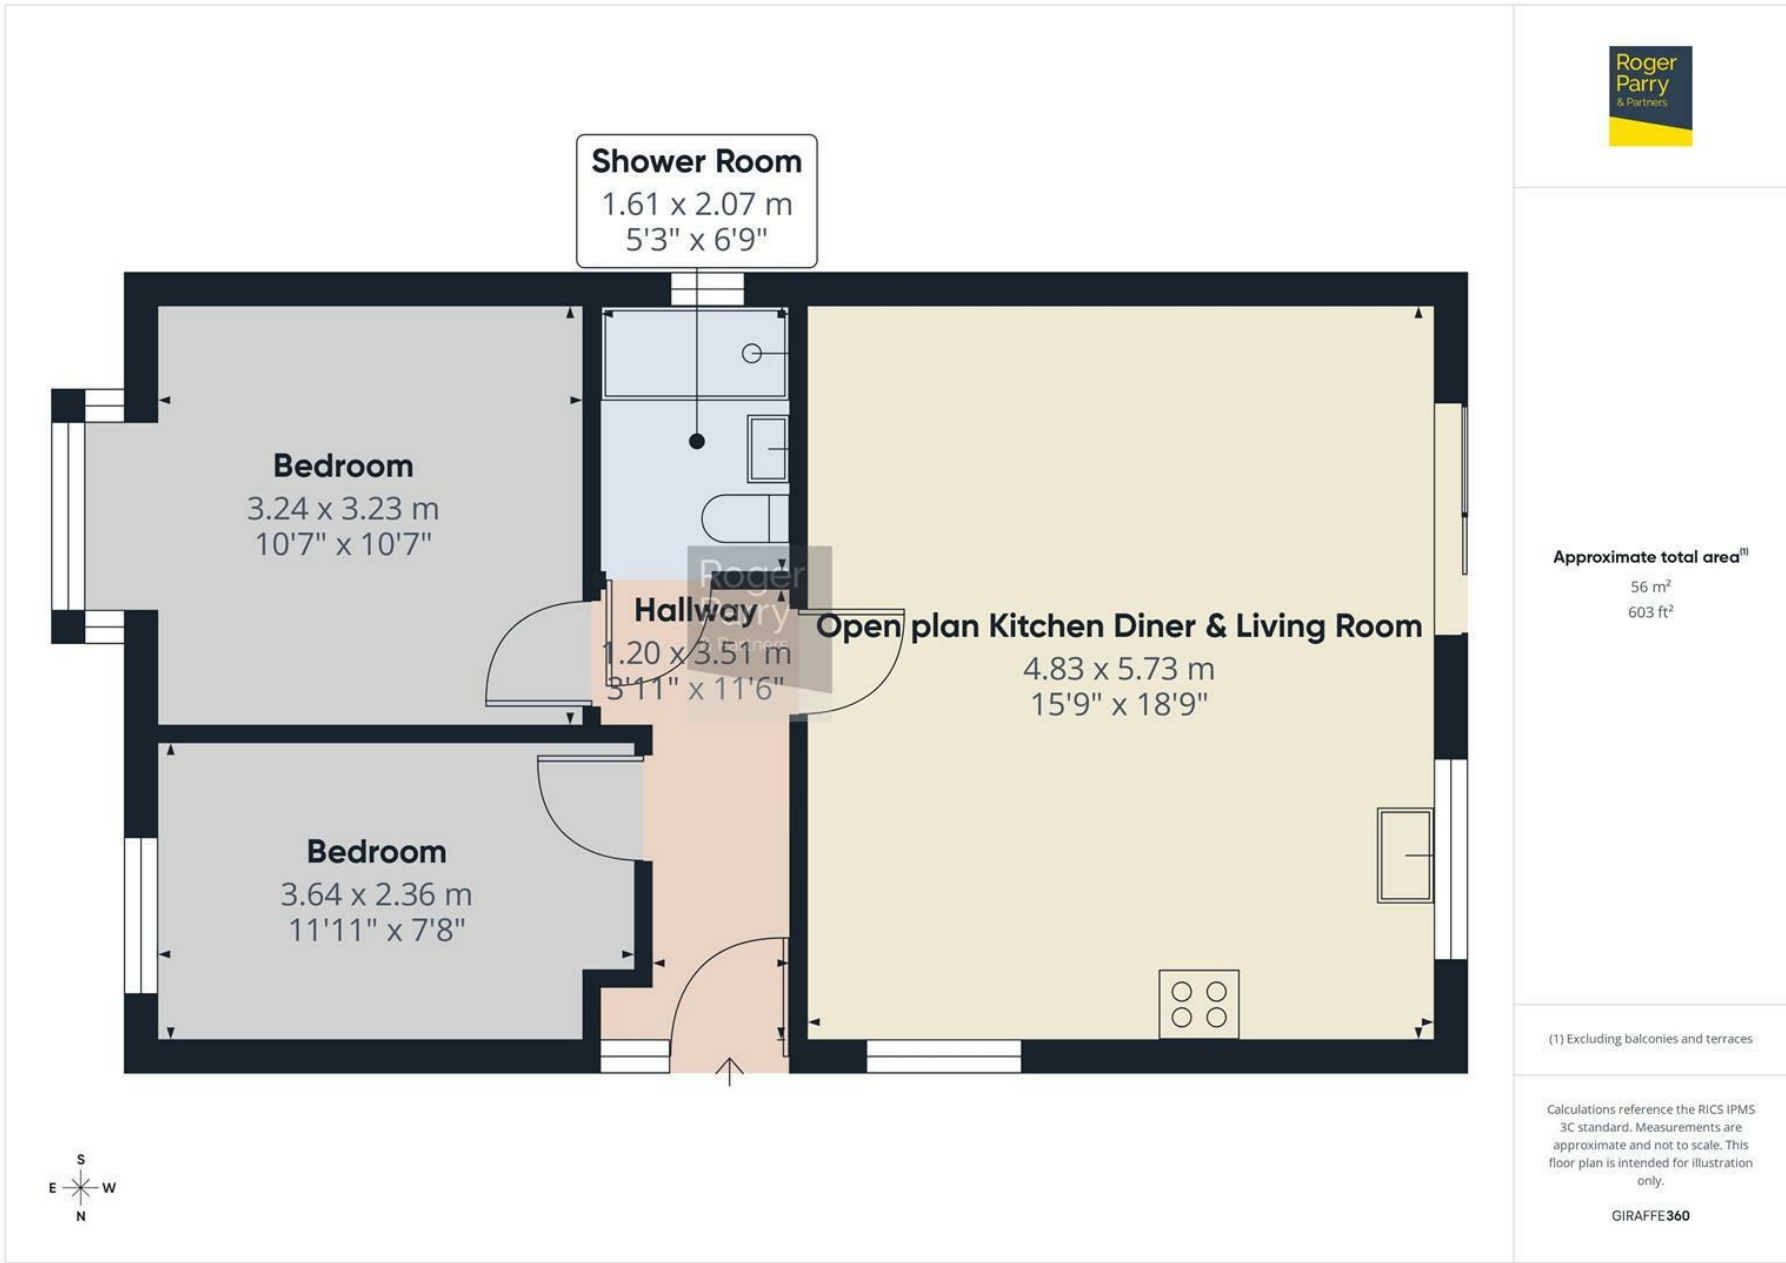 Roger
Parry
& Partners
Shower Room
1.61 x 2.07 m
5'3" x 6'9"
Bedroom
3.24 x 3.23 m
10'7" x 10'7"
Roger
Parry
& Partners
Hallway
1.20 x 3.51 m
3'11" x 11'6"
Open plan Kitchen Diner & Living Room
4.83 x 5.73 m
15'9" x 18'9"
Bedroom
3.64 x 2.36 m
11'11" x 7'8"
Approximate total area(1)
56 m²
603 ft²
(1) Excluding balconies and terraces
Calculations reference the RICS IPMS
3C standard. Measurements are
approximate and not to scale. This
floor plan is intended for illustration
only.
GIRAFFE360
S
E W
N